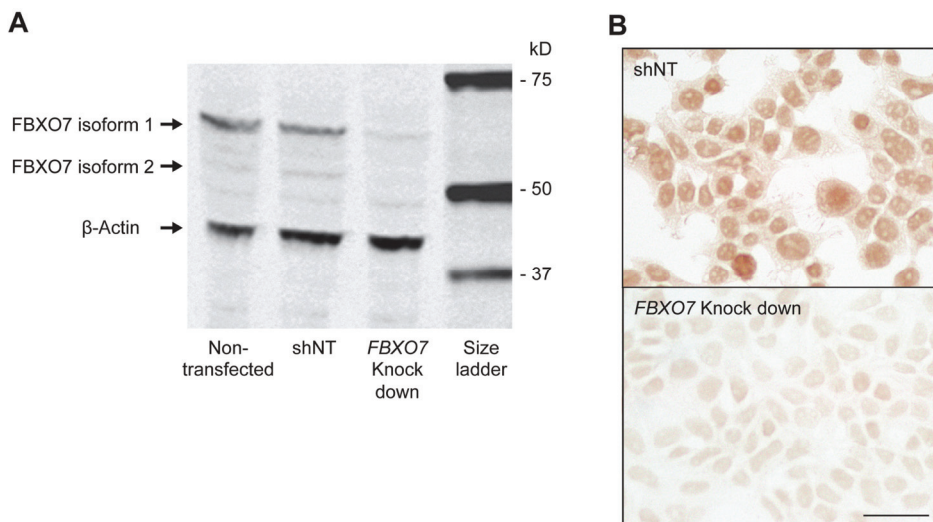 A
kD
- 75
FBXO7 isoform 1
FBXO7 isoform 2
- 50
β-Actin
- 37
Non-
transfected
shNT
FBXO7
Knock
down
Size
ladder
B
shNT
FBXO7 Knock down